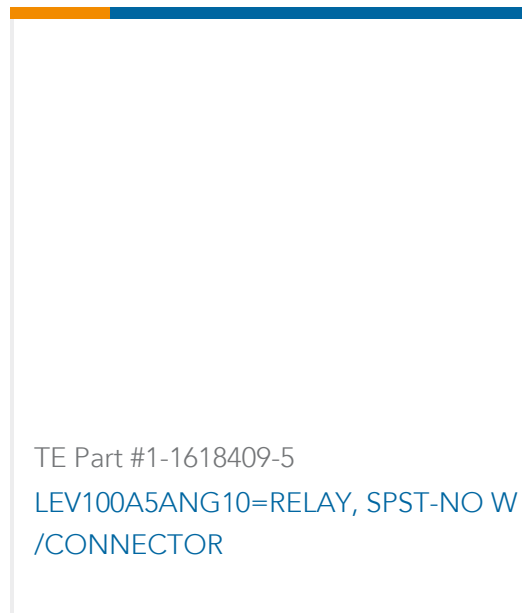 TE Part #1-1618409-5
LEV100A5ANG10=RELAY, SPST-NO W
/CONNECTOR